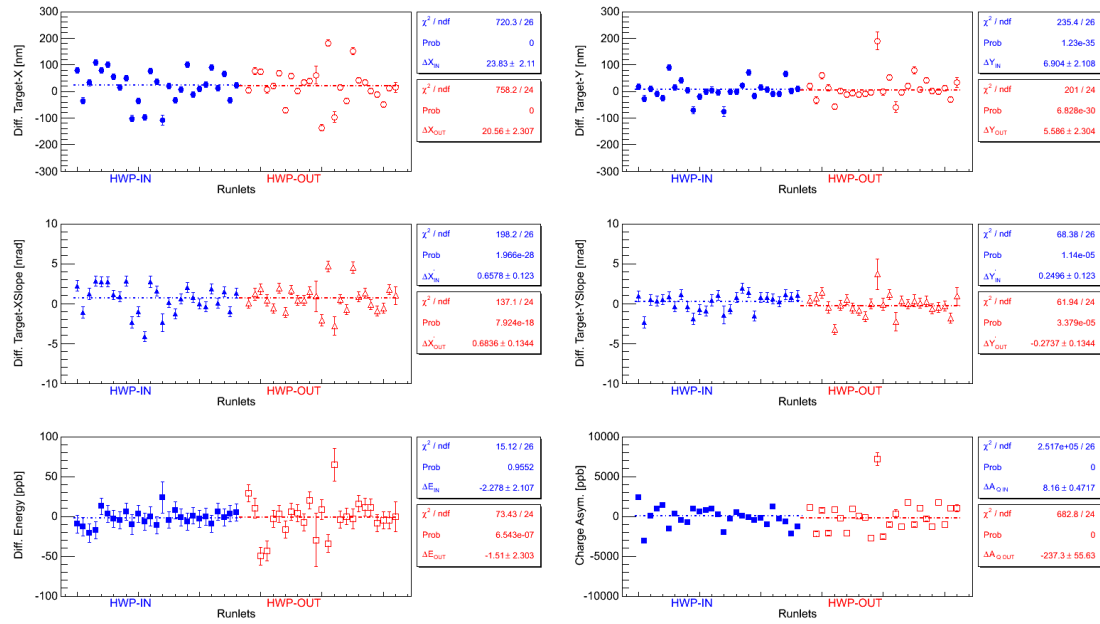 Diff. Target-X [nm]
300
200
100
0
-100
-200
-300
HWP-IN
HWP-OUT
Runlets
χ² / ndf 720.3 / 26
Prob 0
ΔX_IN 23.83 ± 2.11
χ² / ndf 758.2 / 24
Prob 0
ΔX_OUT 20.56 ± 2.307
Diff. Target-Y [nm]
300
200
100
0
-100
-200
-300
HWP-IN
HWP-OUT
Runlets
χ² / ndf 235.4 / 26
Prob 1.23e-35
ΔY_IN 6.904 ± 2.108
χ² / ndf 201 / 24
Prob 6.828e-30
ΔY_OUT 5.586 ± 2.304
Diff. Target-XSlope [nrad]
10
5
0
-5
-10
HWP-IN
HWP-OUT
Runlets
χ² / ndf 198.2 / 26
Prob 1.966e-28
ΔX'_IN 0.6578 ± 0.123
χ² / ndf 137.1 / 24
Prob 7.924e-18
ΔX'_OUT 0.6836 ± 0.1344
Diff. Target-YSlope [nrad]
10
5
0
-5
-10
HWP-IN
HWP-OUT
Runlets
χ² / ndf 68.38 / 26
Prob 1.14e-05
ΔY'_IN 0.2496 ± 0.123
χ² / ndf 61.94 / 24
Prob 3.379e-05
ΔY'_OUT -0.2737 ± 0.1344
Diff. Energy [ppb]
100
50
0
-50
-100
HWP-IN
HWP-OUT
Runlets
χ² / ndf 15.12 / 26
Prob 0.9552
ΔE_IN -2.278 ± 2.107
χ² / ndf 73.43 / 24
Prob 6.543e-07
ΔE_OUT -1.51 ± 2.303
Charge Asym. [ppb]
10000
5000
0
-5000
-10000
HWP-IN
HWP-OUT
Runlets
χ² / ndf 2.517e+05 / 26
Prob 0
ΔA_Q IN 8.16 ± 0.4717
χ² / ndf 682.8 / 24
Prob 0
ΔA_Q OUT -237.3 ± 55.63